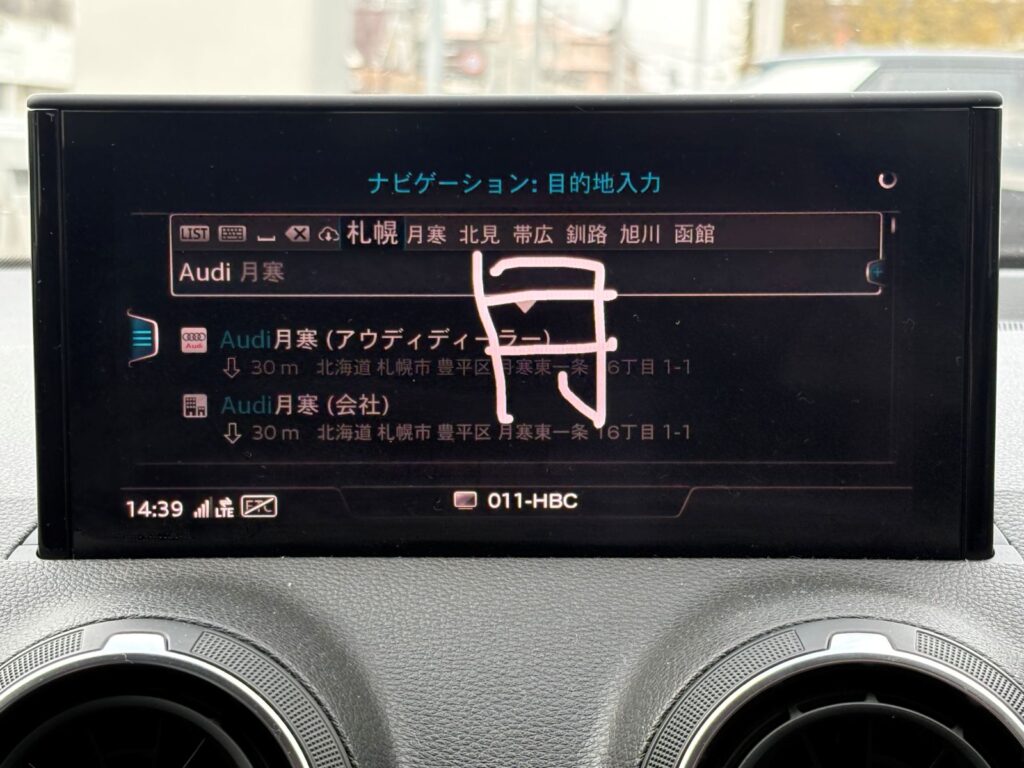 ナビゲーション: 目的地入力
LIST 札幌 月寒 北見 帯広 釧路 旭川 函館
Audi 月寒
月
Audi月寒 (アウディディーラー)
30 m 北海道 札幌市 豊平区 月寒東一条 16丁目 1-1
Audi月寒 (会社)
30 m 北海道 札幌市 豊平区 月寒東一条 16丁目 1-1
14:39 LTE ETC 011-HBC